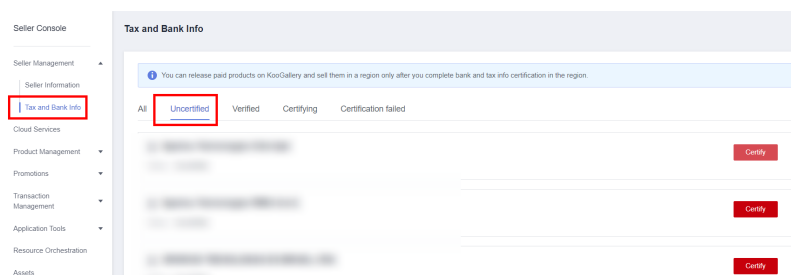 Seller Console
Tax and Bank Info
Seller Management
You can release paid products on KooGallery and sell them in a region only after you complete bank and tax info certification in the region.
Seller Information
Tax and Bank Info
All Uncertified Verified Certifying Certification failed
Cloud Services
Product Management
Certify
Promotions
Transaction
Management
Certify
Application Tools
Resource Orchestration
Certify
Assets